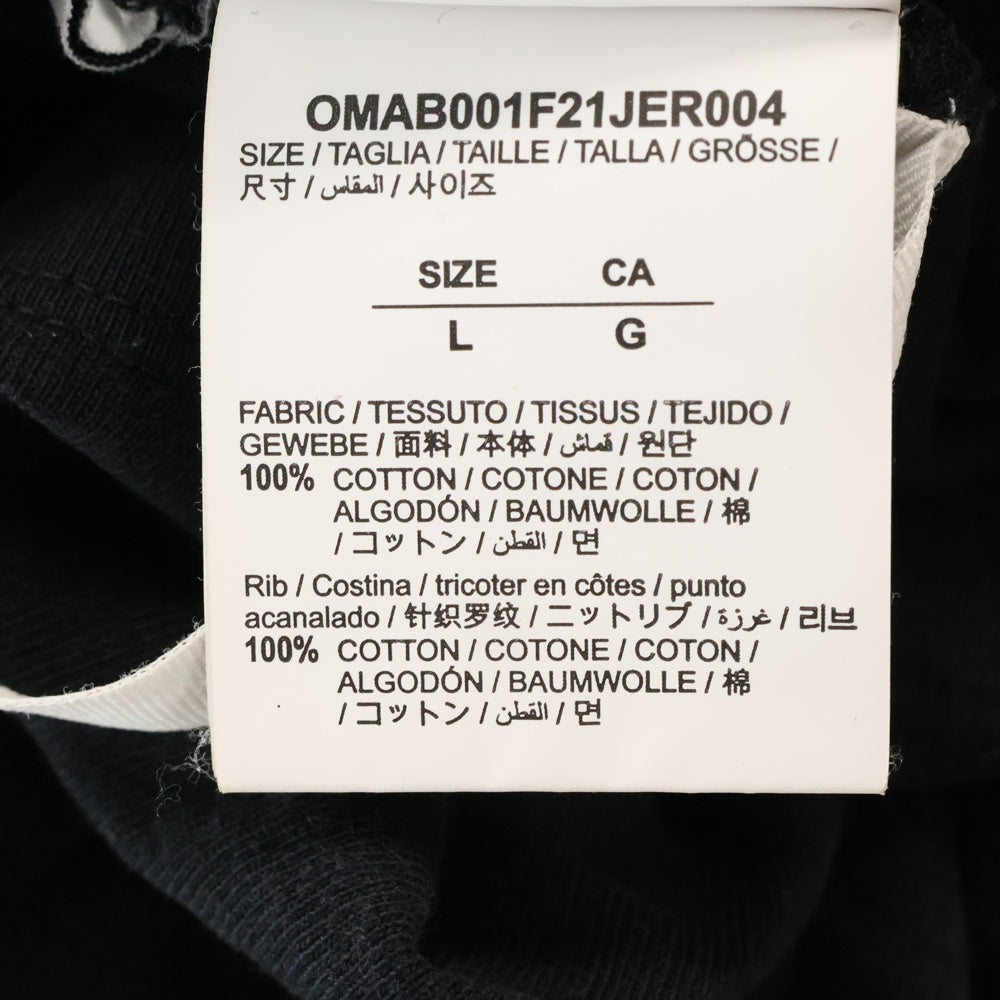 OMAB001F21JER004
SIZE / TAGLIA / TAILLE / TALLA / GRÖSSE /
尺寸 / المقاس / 사이즈
SIZE CA
L G
FABRIC / TESSUTO / TISSUS / TEJIDO /
GEWEBE / 面料 / 本体 / قماش / 원단
100% COTTON / COTONE / COTON /
ALGODÓN / BAUMWOLLE / 棉
/ コットン / القطن / 면
Rib / Costina / tricoter en côtes / punto
acanalado / 针织罗纹 / ニットリブ / غرزة / 리브
100% COTTON / COTONE / COTON /
ALGODÓN / BAUMWOLLE / 棉
/ コットン / القطن / 면